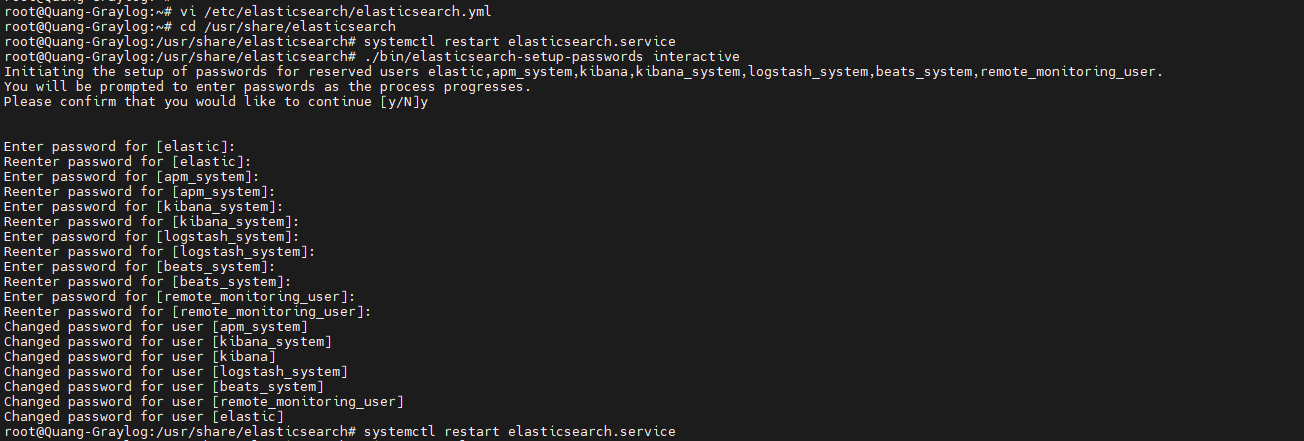 root@Quang-Graylog:~# vi /etc/elasticsearch/elasticsearch.yml
root@Quang-Graylog:~# cd /usr/share/elasticsearch
root@Quang-Graylog:/usr/share/elasticsearch# systemctl restart elasticsearch.service
root@Quang-Graylog:/usr/share/elasticsearch# ./bin/elasticsearch-setup-passwords interactive
Initiating the setup of passwords for reserved users elastic,apm_system,kibana,kibana_system,logstash_system,beats_system,remote_monitoring_user.
You will be prompted to enter passwords as the process progresses.
Please confirm that you would like to continue [y/N]y
Enter password for [elastic]:
Reenter password for [elastic]:
Enter password for [apm_system]:
Reenter password for [apm_system]:
Enter password for [kibana_system]:
Reenter password for [kibana_system]:
Enter password for [logstash_system]:
Reenter password for [logstash_system]:
Enter password for [beats_system]:
Reenter password for [beats_system]:
Enter password for [remote_monitoring_user]:
Reenter password for [remote_monitoring_user]:
Changed password for user [apm_system]
Changed password for user [kibana_system]
Changed password for user [kibana]
Changed password for user [logstash_system]
Changed password for user [beats_system]
Changed password for user [remote_monitoring_user]
Changed password for user [elastic]
root@Quang-Graylog:/usr/share/elasticsearch# systemctl restart elasticsearch.service